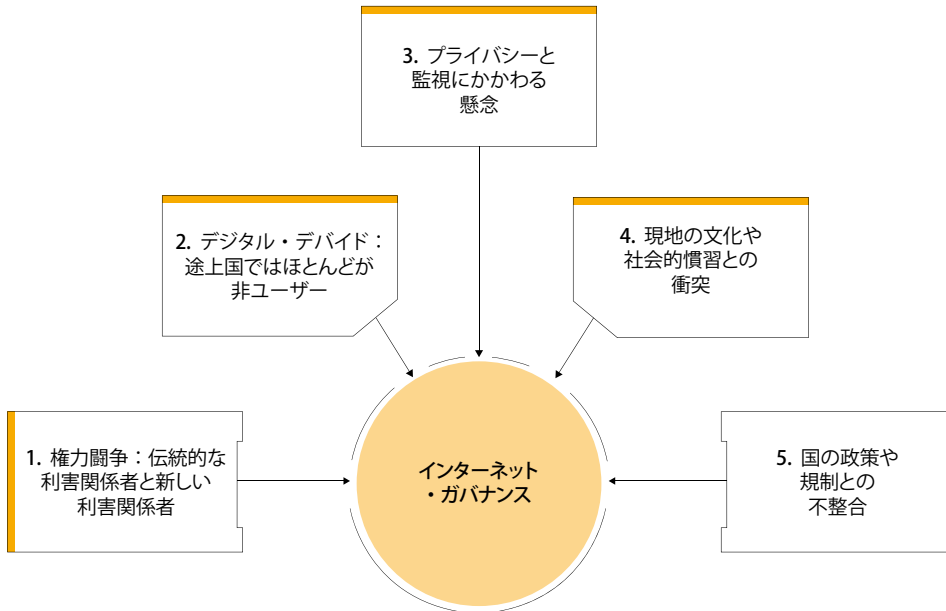 3. プライバシーと
監視にかかわる
懸念
2. デジタル・デバイド：
途上国ではほとんどが
非ユーザー
4. 現地の文化や
社会的慣習との
衝突
1. 権力闘争：伝統的な
利害関係者と新しい
利害関係者
インターネット
・ガバナンス
5. 国の政策や
規制との
不整合